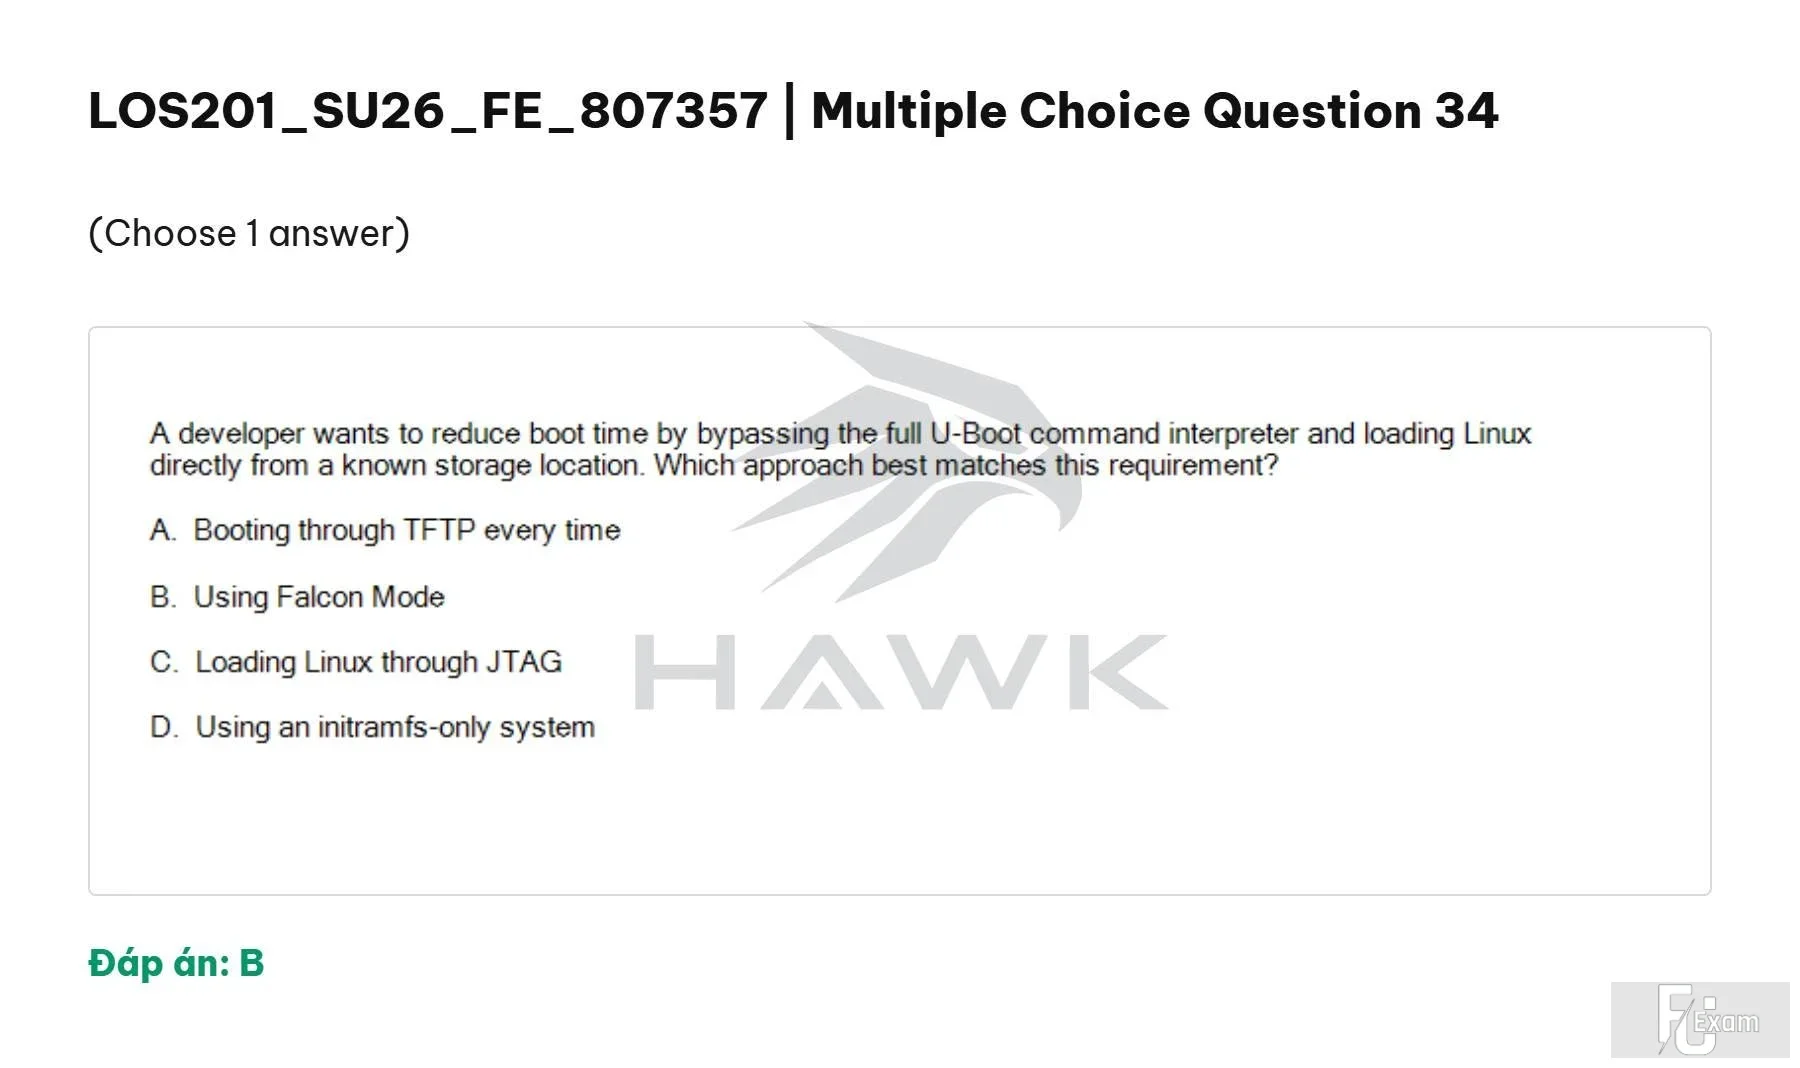 LOS201_SU26_FE_807357 | Multiple Choice Question 34
(Choose 1 answer)
A developer wants to reduce boot time by bypassing the full U-Boot command interpreter and loading Linux
directly from a known storage location. Which approach best matches this requirement?
A. Booting through TFTP every time
B. Using Falcon Mode
C. Loading Linux through JTAG
D. Using an initramfs-only system
HAWK
Đáp án: B
FU Exam